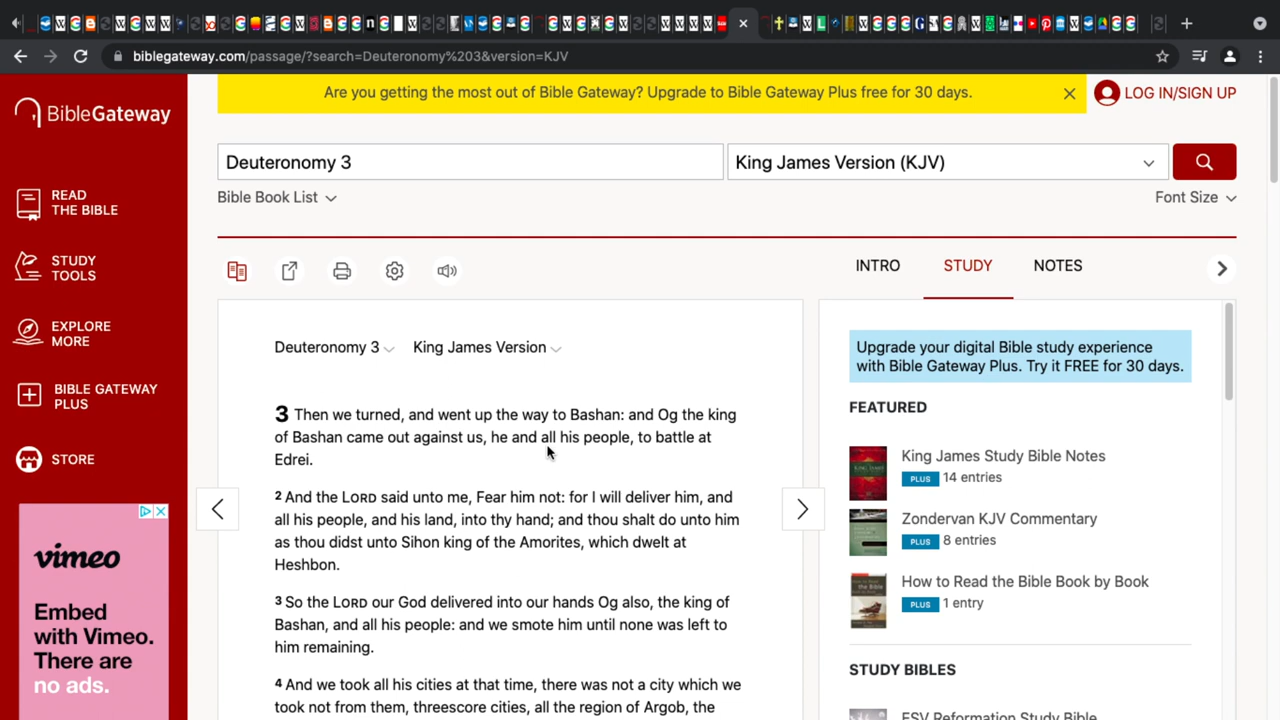 biblegateway.com/passage/?search=Deuteronomy%203&version=KJV
Are you getting the most out of Bible Gateway? Upgrade to Bible Gateway Plus free for 30 days.
LOG IN/SIGN UP
BibleGateway
Deuteronomy 3
King James Version (KJV)
Bible Book List
Font Size
READ
THE BIBLE
STUDY
TOOLS
EXPLORE
MORE
BIBLE GATEWAY
PLUS
STORE
INTRO
STUDY
NOTES
Deuteronomy 3
King James Version
3 Then we turned, and went up the way to Bashan: and Og the king
of Bashan came out against us, he and all his people, to battle at
Edrei.
2 And the LORD said unto me, Fear him not: for I will deliver him, and
all his people, and his land, into thy hand; and thou shalt do unto him
as thou didst unto Sihon king of the Amorites, which dwelt at
Heshbon.
3 So the LORD our God delivered into our hands Og also, the king of
Bashan, and all his people: and we smote him until none was left to
him remaining.
4 And we took all his cities at that time, there was not a city which we
took not from them, threescore cities, all the region of Argob, the
Upgrade your digital Bible study experience
with Bible Gateway Plus. Try it FREE for 30 days.
FEATURED
King James Study Bible Notes
PLUS 14 entries
Zondervan KJV Commentary
PLUS 8 entries
How to Read the Bible Book by Book
PLUS 1 entry
STUDY BIBLES
ESV Reformation Study Bible
vimeo
Embed
with Vimeo.
There are
no ads.